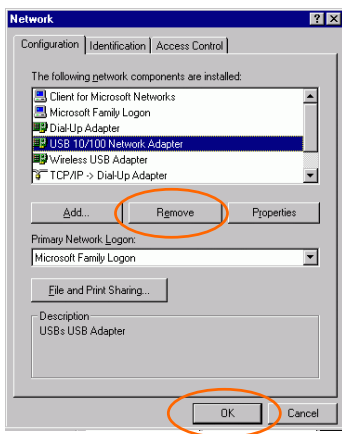 Network
Configuration Identification Access Control
The following network components are installed:
Client for Microsoft Networks
Microsoft Family Logon
Dial-Up Adapter
USB 10/100 Network Adapter
Wireless USB Adapter
TCP/IP -> Dial-Up Adapter
Add... Remove Properties
Primary Network Logon:
Microsoft Family Logon
File and Print Sharing...
Description
USBs USB Adapter
OK Cancel